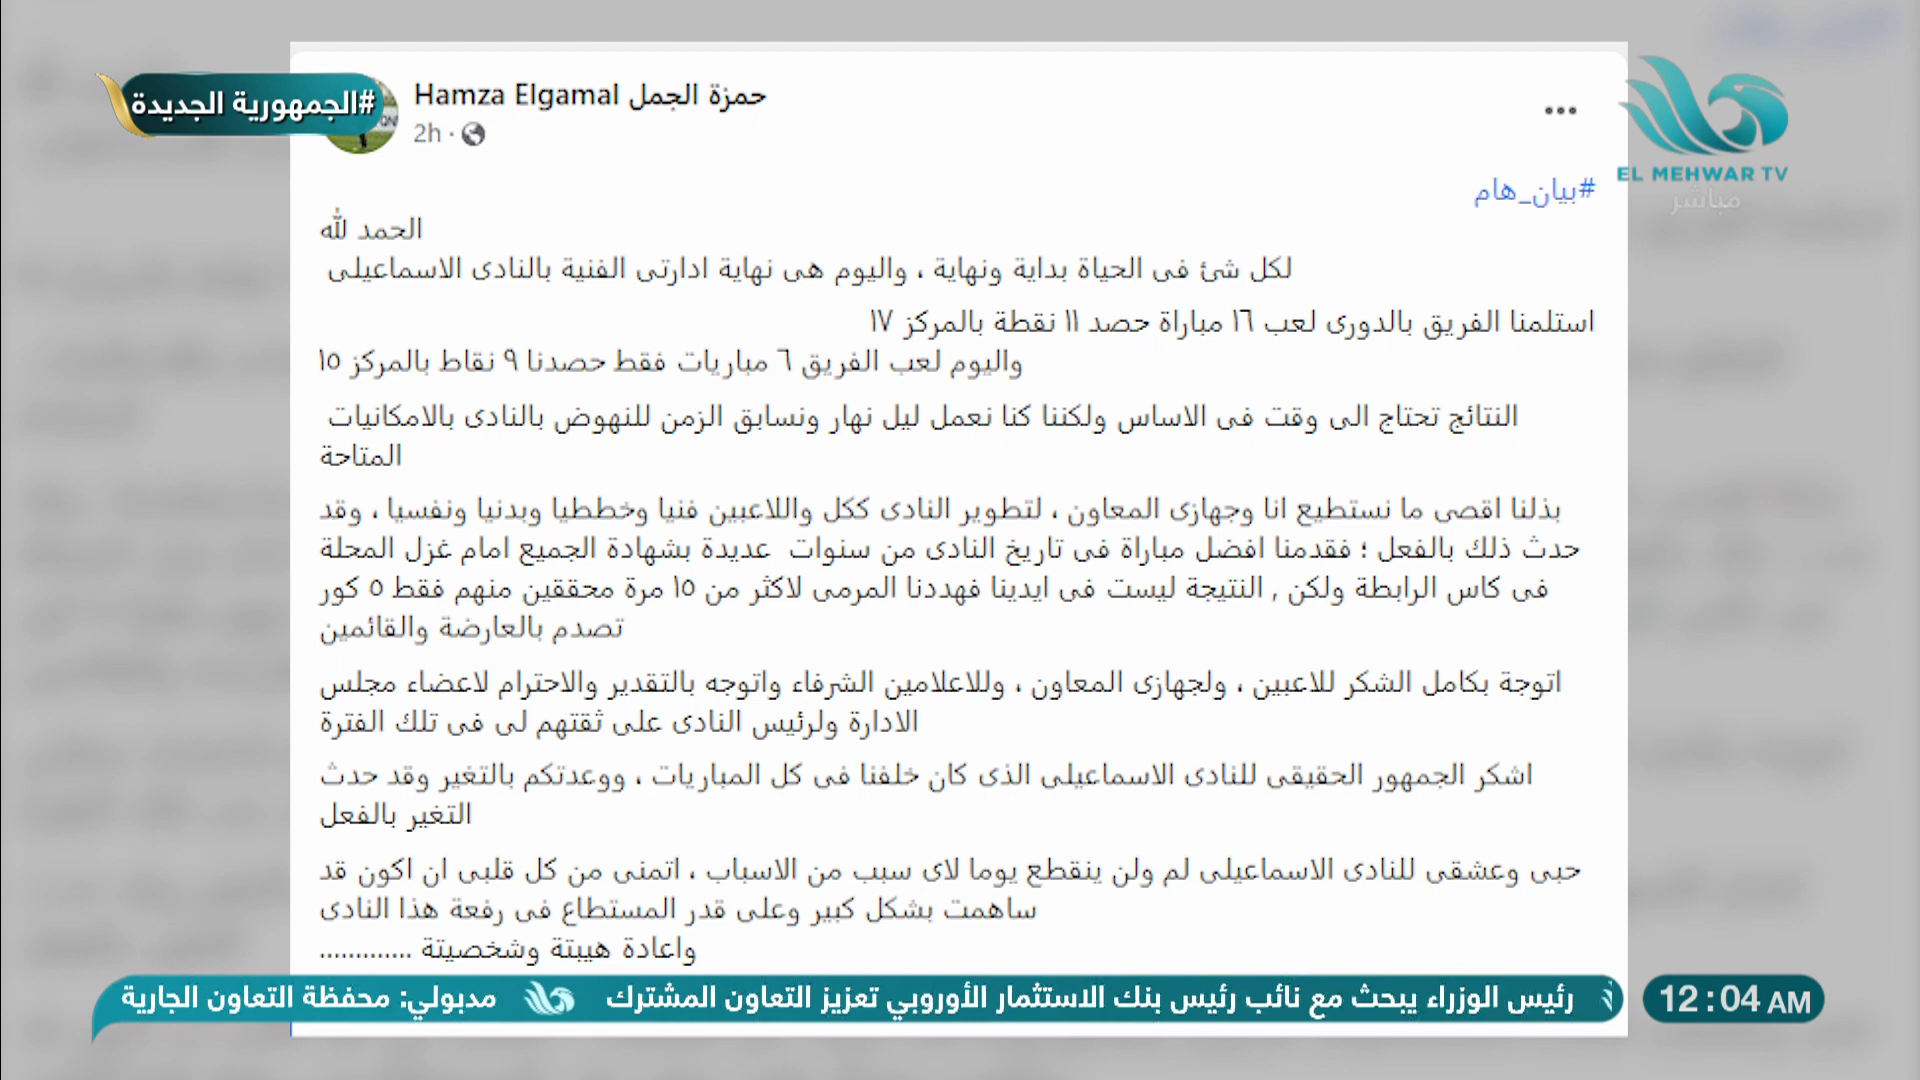 #الجمهورية الجديدة
Hamza Elgamal حمزة الجمل
2h
EL MEHWAR TV
مباشر
#بيان_هام
الحمد لله
لكل شئ فى الحياة بداية ونهاية ، واليوم هى نهاية ادارتى الفنية بالنادى الاسماعيلى
استلمنا الفريق بالدورى لعب ١٦ مباراة حصد ١١ نقطة بالمركز ١٧
واليوم لعب الفريق ٦ مباريات فقط حصدنا ٩ نقاط بالمركز ١٥
النتائج تحتاج الى وقت فى الاساس ولكننا كنا نعمل ليل نهار ونسابق الزمن للنهوض بالنادى بالامكانيات
المتاحة
بذلنا اقصى ما نستطيع انا وجهازى المعاون ، لتطوير النادى ككل واللاعبين فنيا وخططيا وبدنيا ونفسيا ، وقد
حدث ذلك بالفعل ؛ فقدمنا افضل مباراة فى تاريخ النادى من سنوات عديدة بشهادة الجميع امام غزل المحلة
فى كاس الرابطة ولكن , النتيجة ليست فى ايدينا فهددنا المرمى لاكثر من ١٥ مرة محققين منهم فقط ٥ كور
تصدم بالعارضة والقائمين
اتوجة بكامل الشكر للاعبين ، ولجهازى المعاون ، وللاعلامين الشرفاء واتوجه بالتقدير والاحترام لاعضاء مجلس
الادارة ولرئيس النادى على ثقتهم لى فى تلك الفترة
اشكر الجمهور الحقيقى للنادى الاسماعيلى الذى كان خلفنا فى كل المباريات ، ووعدتكم بالتغير وقد حدث
التغير بالفعل
حبى وعشقى للنادى الاسماعيلى لم ولن ينقطع يوما لاى سبب من الاسباب ، اتمنى من كل قلبى ان اكون قد
ساهمت بشكل كبير وعلى قدر المستطاع فى رفعة هذا النادى
واعادة هيبتة وشخصيتة .............
رئيس الوزراء يبحث مع نائب رئيس بنك الاستثمار الأوروبي تعزيز التعاون المشترك
مدبولي: محفظة التعاون الجارية
12:04 AM